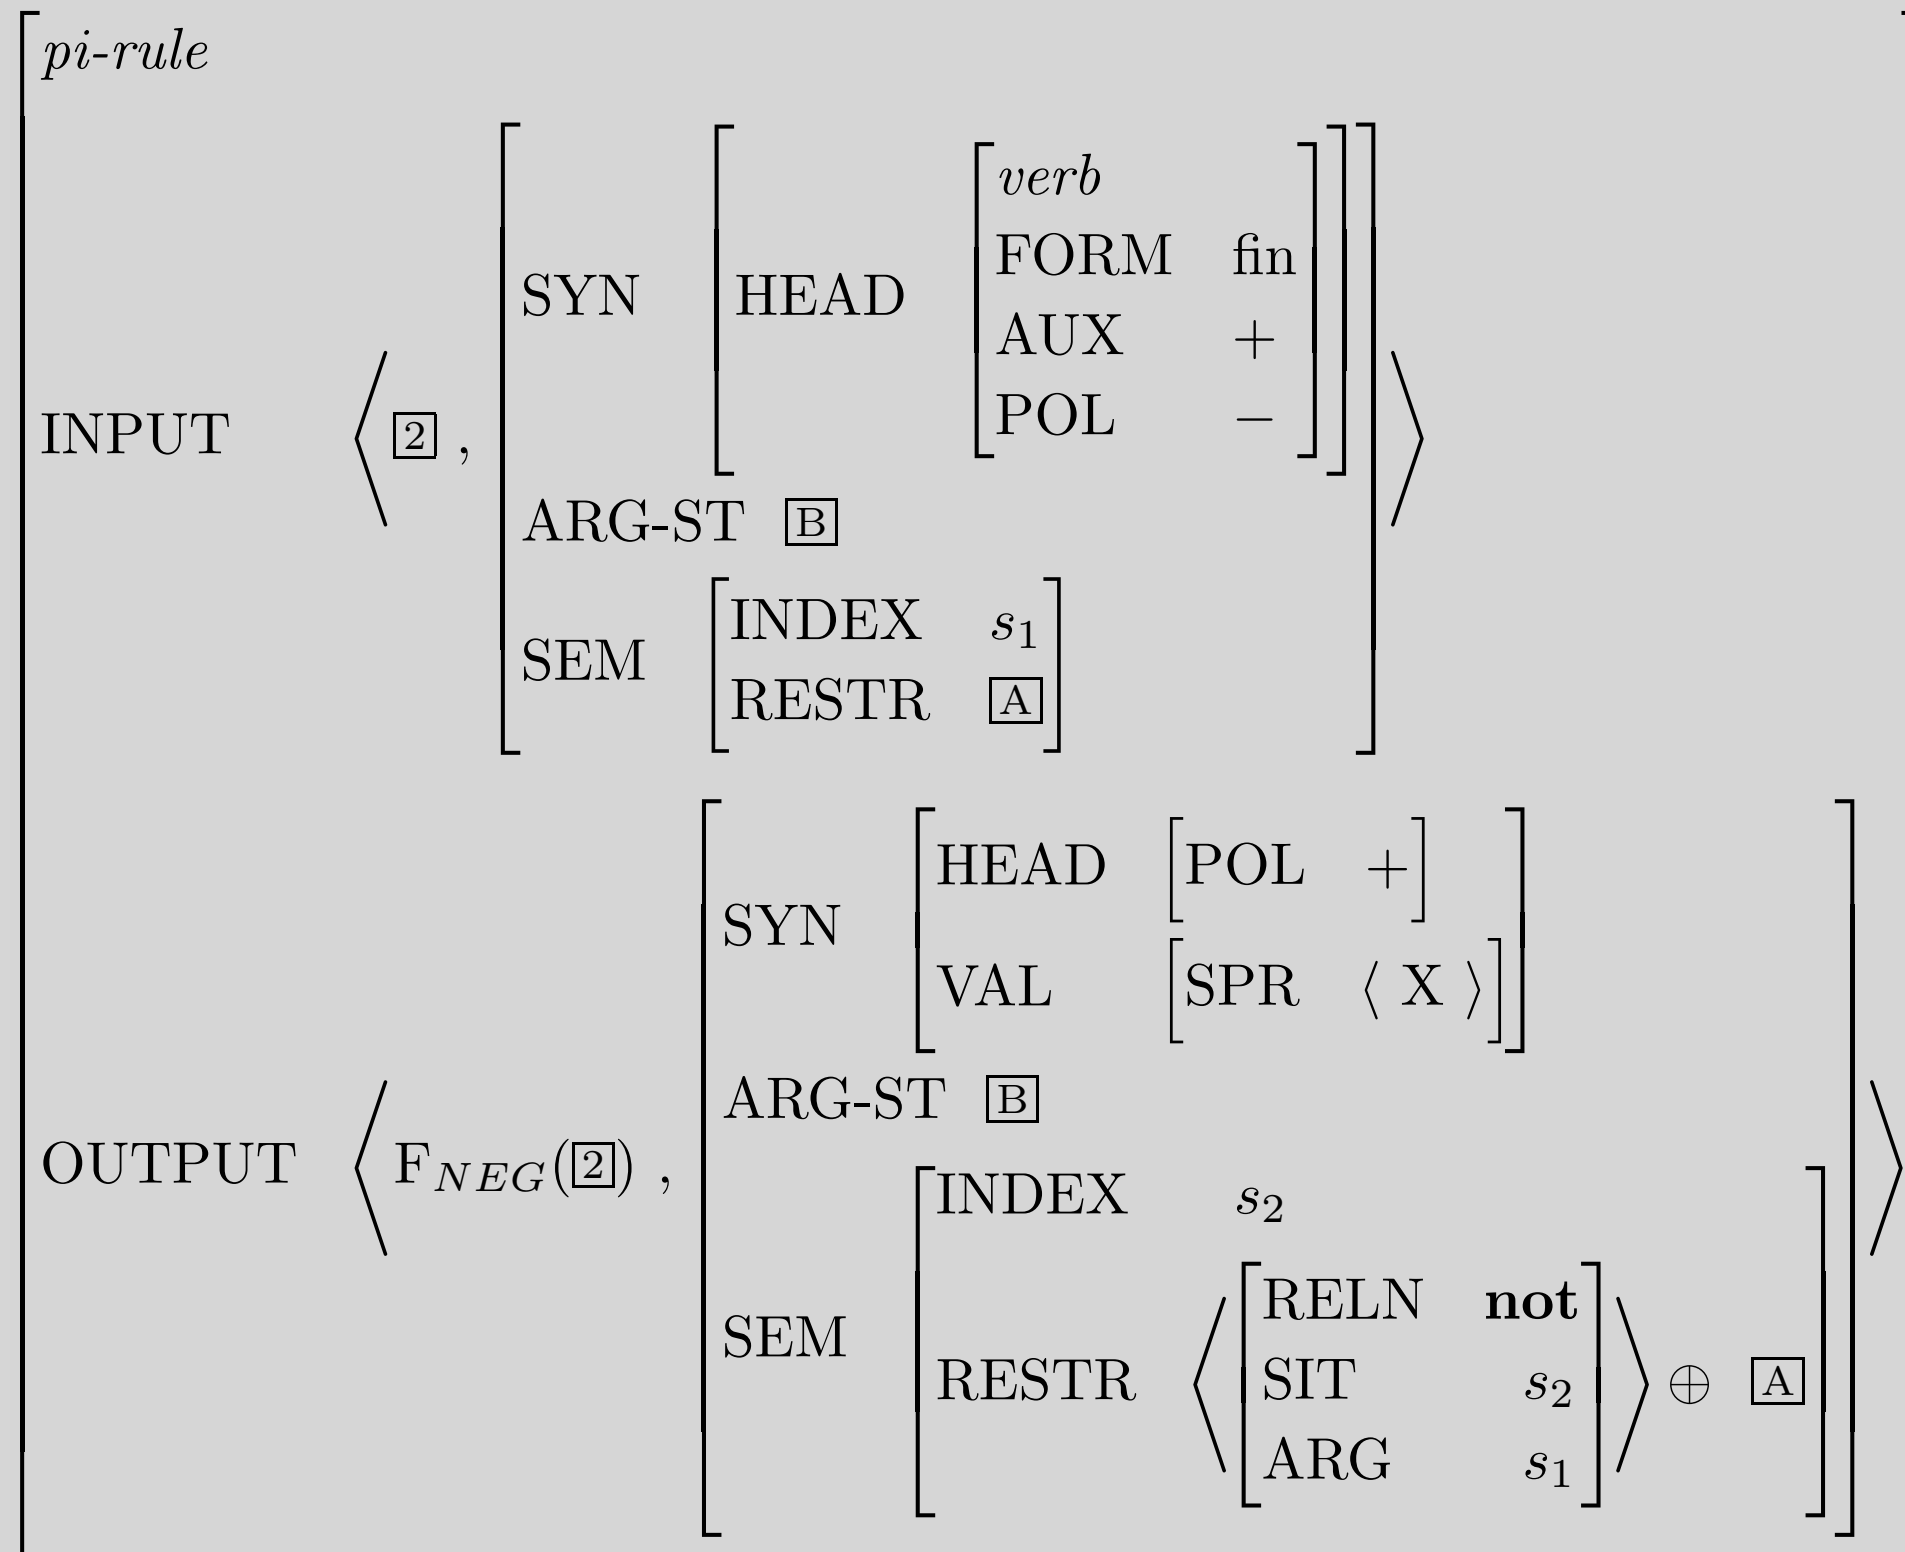 pi-rule
verb
FORM fin
SYN HEAD
AUX +
POL −
INPUT ⟨ 2 , ⟩
ARG-ST B
INDEX s1
SEM
RESTR A
HEAD [POL +]
SYN
VAL [SPR ⟨ X ⟩]
ARG-ST B
OUTPUT ⟨ FNEG(2) , ⟩
INDEX s2
RELN not
SEM
RESTR ⟨ SIT s2 ⟩ ⊕ A
ARG s1